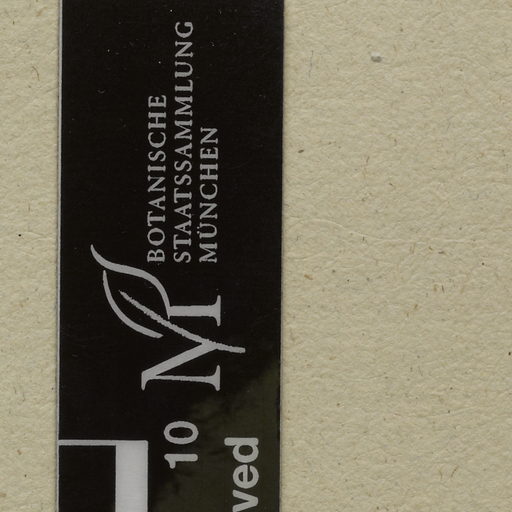 BOTANISCHE
STAATSSAMMLUNG
MÜNCHEN
10
ved